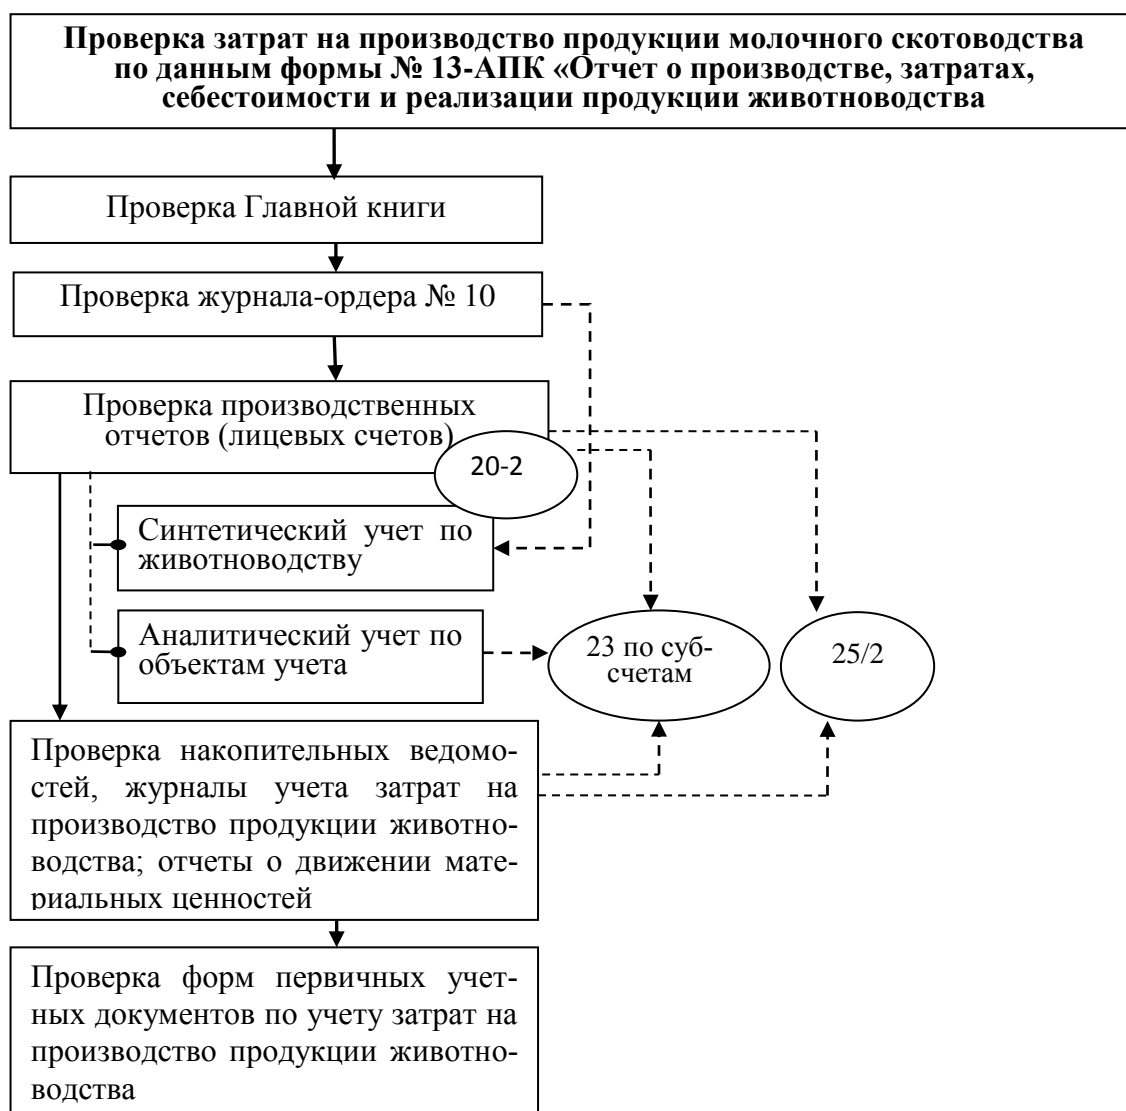 Проверка затрат на производство продукции молочного скотоводства
по данным формы № 13-АПК «Отчет о производстве, затратах,
себестоимости и реализации продукции животноводства
Проверка Главной книги
Проверка журнала-ордера № 10
Проверка производственных
отчетов (лицевых счетов)
20-2
Синтетический учет по
животноводству
Аналитический учет по
объектам учета
23 по суб-
счетам
25/2
Проверка накопительных ведомо-
стей, журналы учета затрат на
производство продукции животно-
водства; отчеты о движении мате-
риальных ценностей
Проверка форм первичных учет-
ных документов по учету затрат на
производство продукции животно-
водства